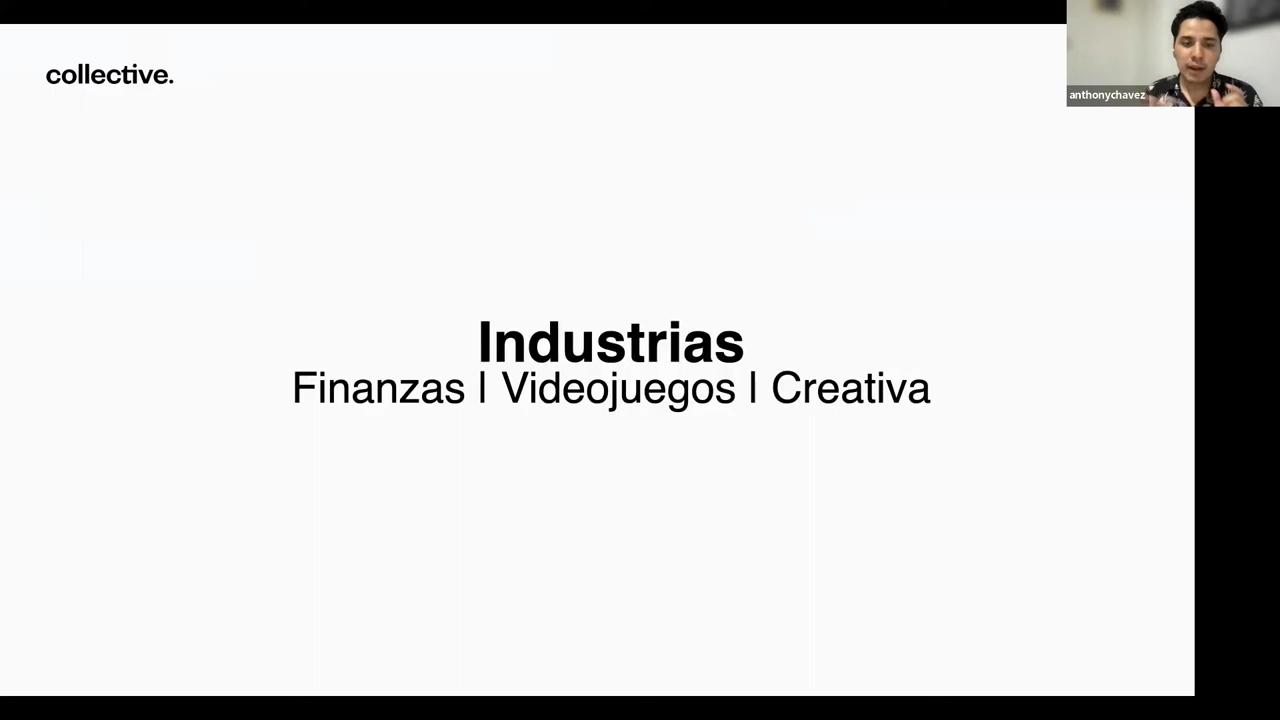 collective.
anthonychavez
Industrias
Finanzas | Videojuegos | Creativa